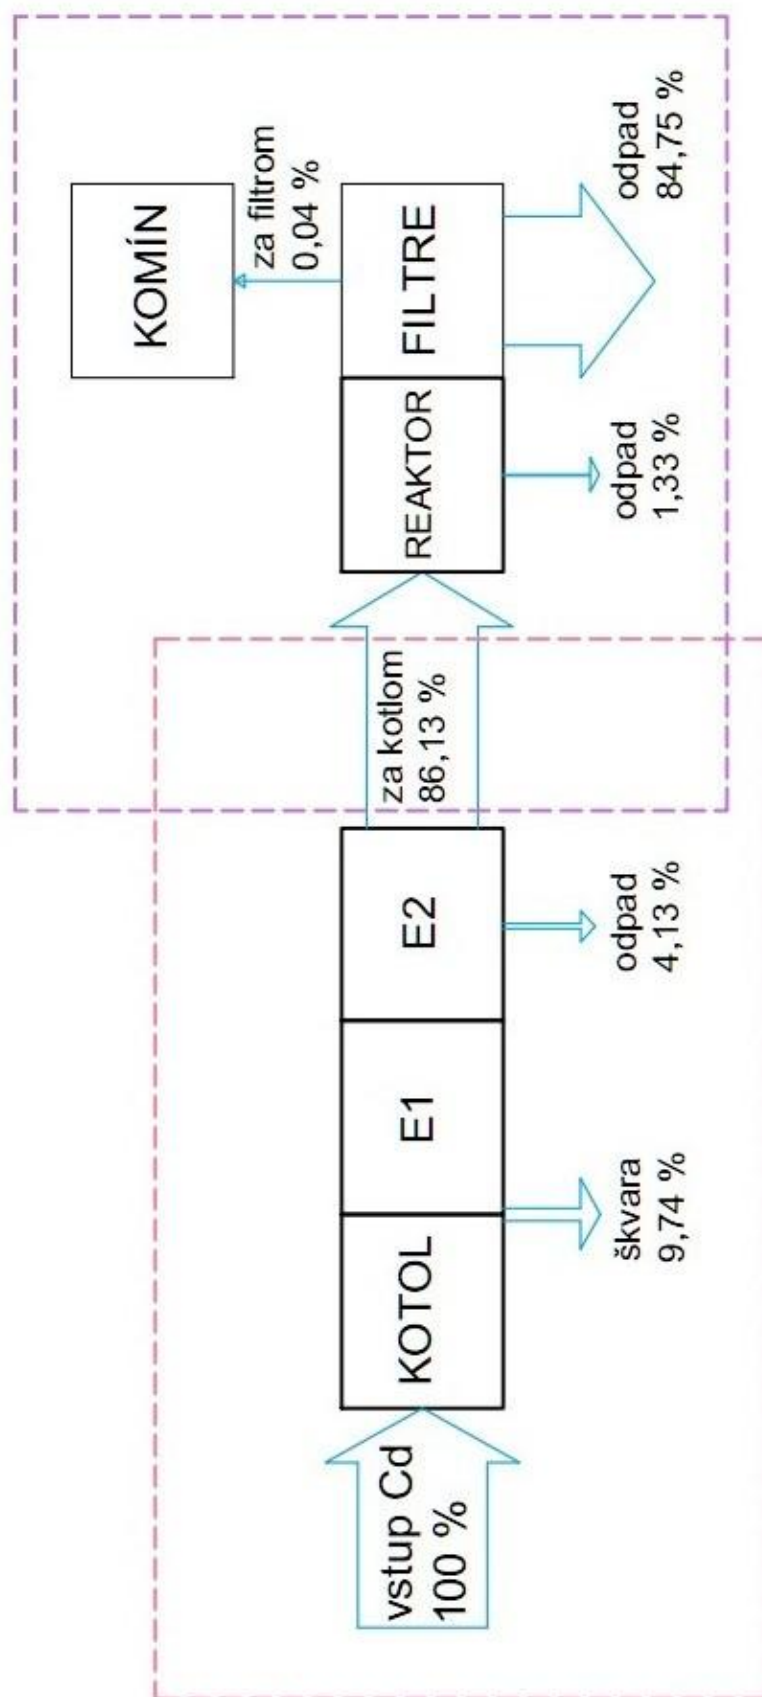 KOMÍN
za filtrom
0,04 %
vstup Cd
100 %
KOTOL
E1
E2
za kotlom
86,13 %
REAKTOR
FILTRE
škvara
9,74 %
odpad
4,13 %
odpad
1,33 %
odpad
84,75 %